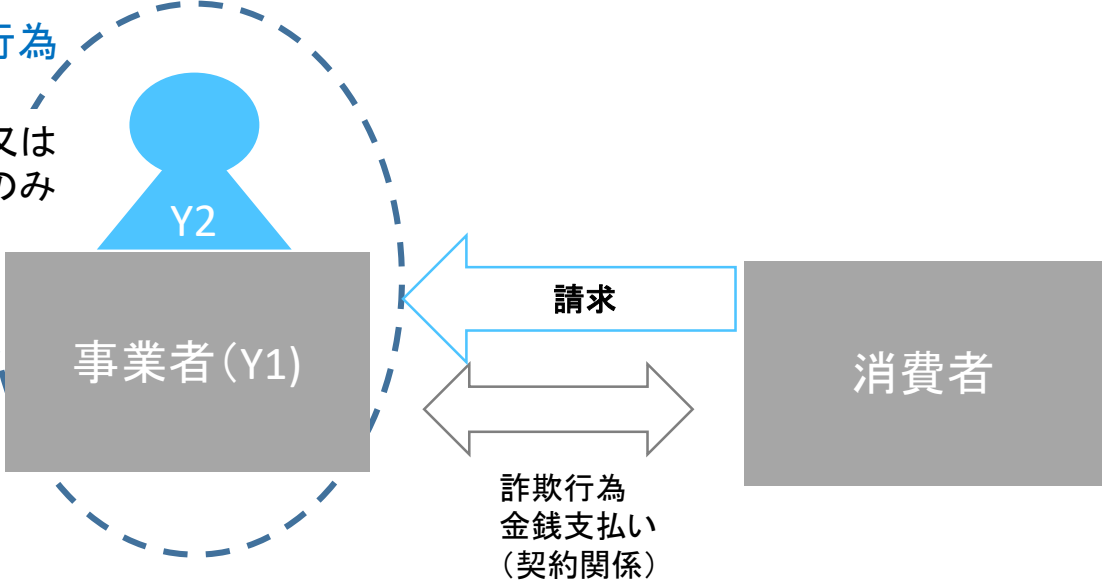 行為
又は
のみ
Y2
請求
事業者(Y1)
消費者
詐欺行為
金銭支払い
(契約関係)